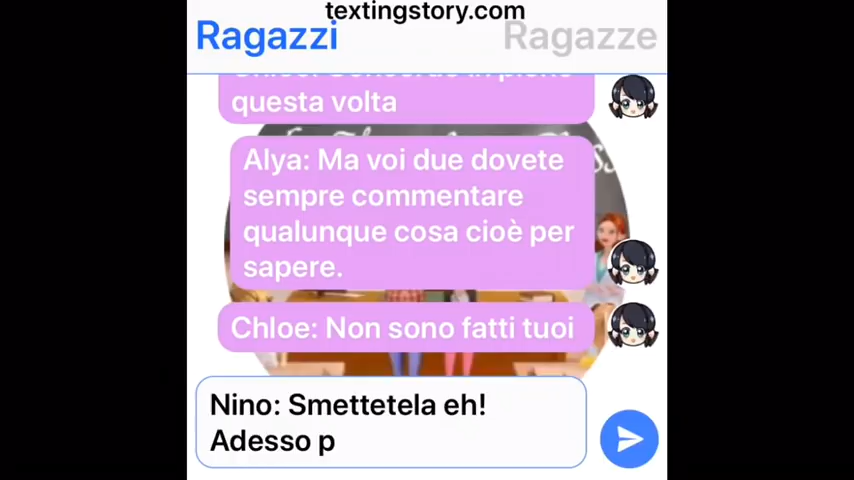 textingstory.com
Ragazzi
Ragazze
questa volta
Alya: Ma voi due dovete
sempre commentare
qualunque cosa cioè per
sapere.
Chloe: Non sono fatti tuoi
Nino: Smettetela eh!
Adesso p